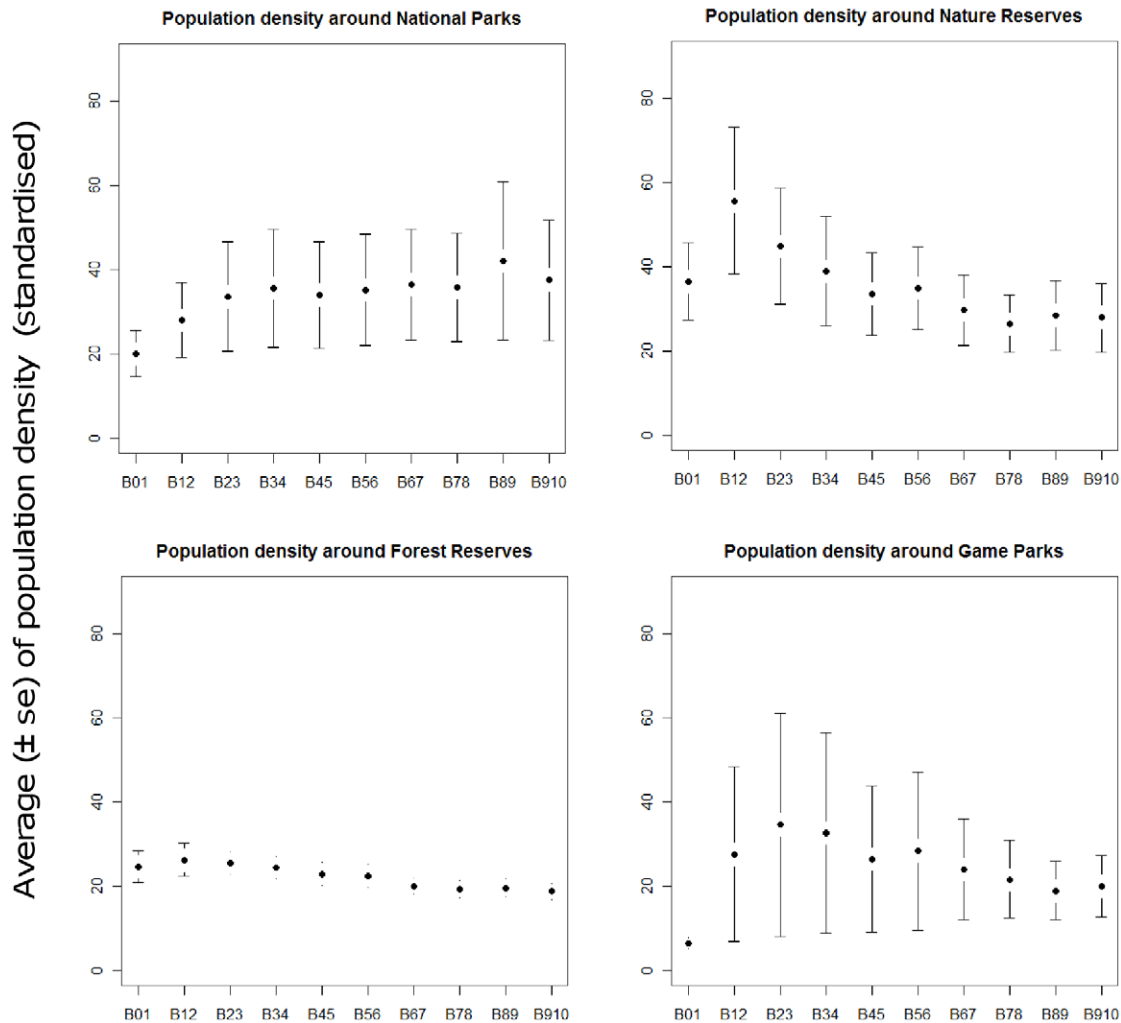 Average (± se) of population density (standardised)
Population density around National Parks
80
60
40
20
0
B01 B12 B23 B34 B45 B56 B67 B78 B89 B910
Population density around Nature Reserves
80
60
40
20
0
B01 B12 B23 B34 B45 B56 B67 B78 B89 B910
Population density around Forest Reserves
80
60
40
20
0
B01 B12 B23 B34 B45 B56 B67 B78 B89 B910
Population density around Game Parks
80
60
40
20
0
B01 B12 B23 B34 B45 B56 B67 B78 B89 B910